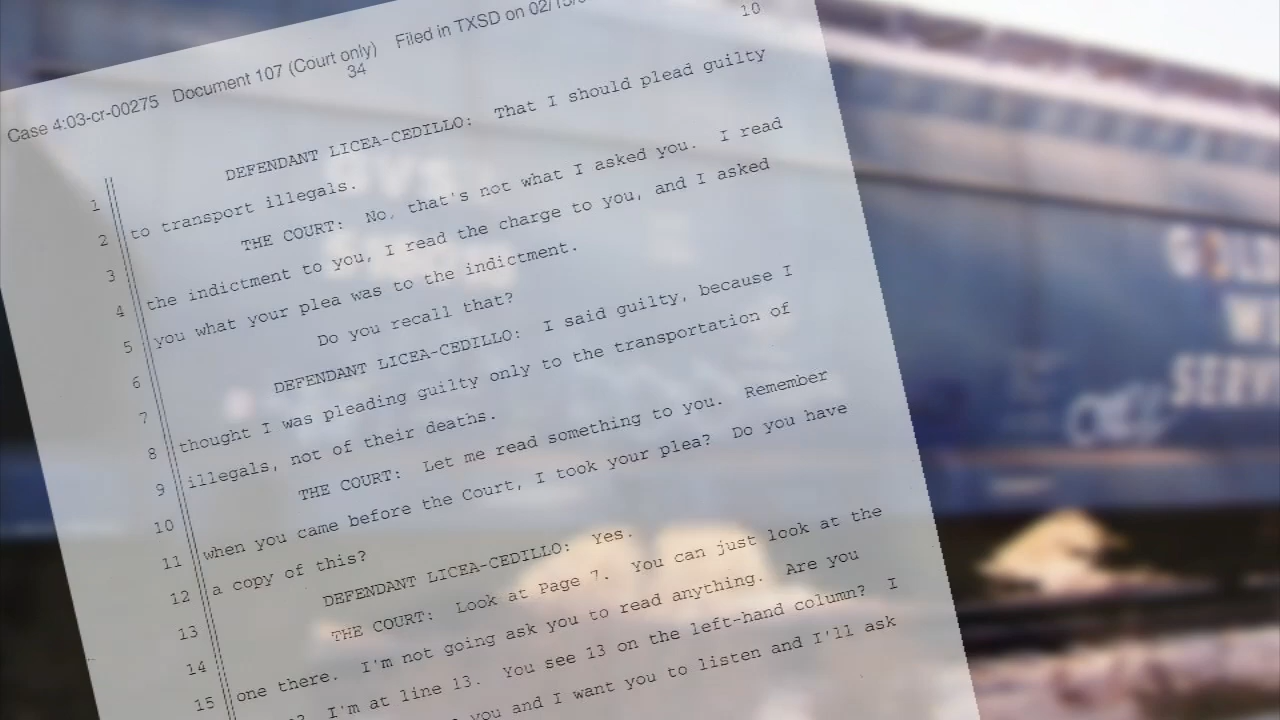 Case 4:03-cr-00275 Document 107 (Court only) Filed in TXSD on
34
10
1 DEFENDANT LICEA-CEDILLO: That I should plead guilty
2 to transport illegals.
3 THE COURT: No, that's not what I asked you. I read
4 the indictment to you, I read the charge to you, and I asked
5 you what your plea was to the indictment.
6 Do you recall that?
7 DEFENDANT LICEA-CEDILLO: I said guilty, because I
8 thought I was pleading guilty only to the transportation of
9 illegals, not of their deaths.
10 THE COURT: Let me read something to you. Remember
11 when you came before the Court, I took your plea? Do you have
12 a copy of this?
13 DEFENDANT LICEA-CEDILLO: Yes.
14 THE COURT: Look at Page 7. You can just look at the
15 one there. I'm not going ask you to read anything. Are you
? I'm at line 13. You see 13 on the left-hand column? I
you and I want you to listen and I'll ask